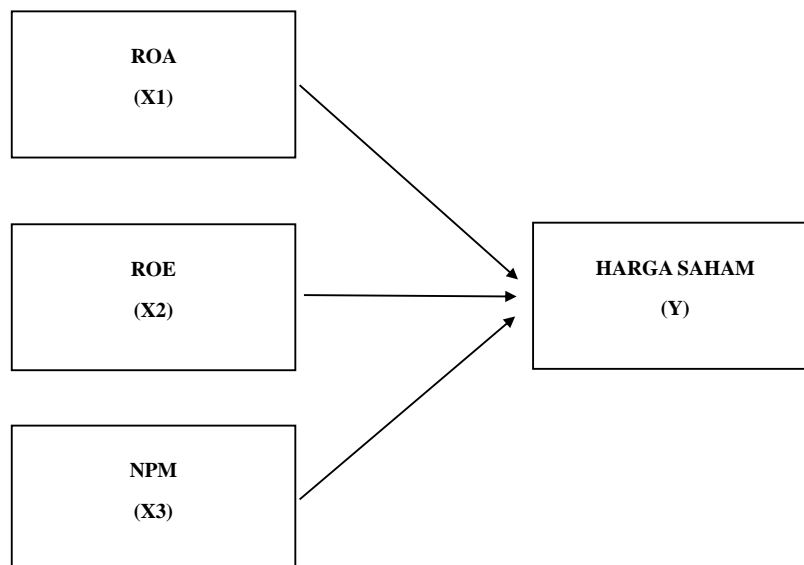 ROA
(X1)
ROE
(X2)
HARGA SAHAM
(Y)
NPM
(X3)